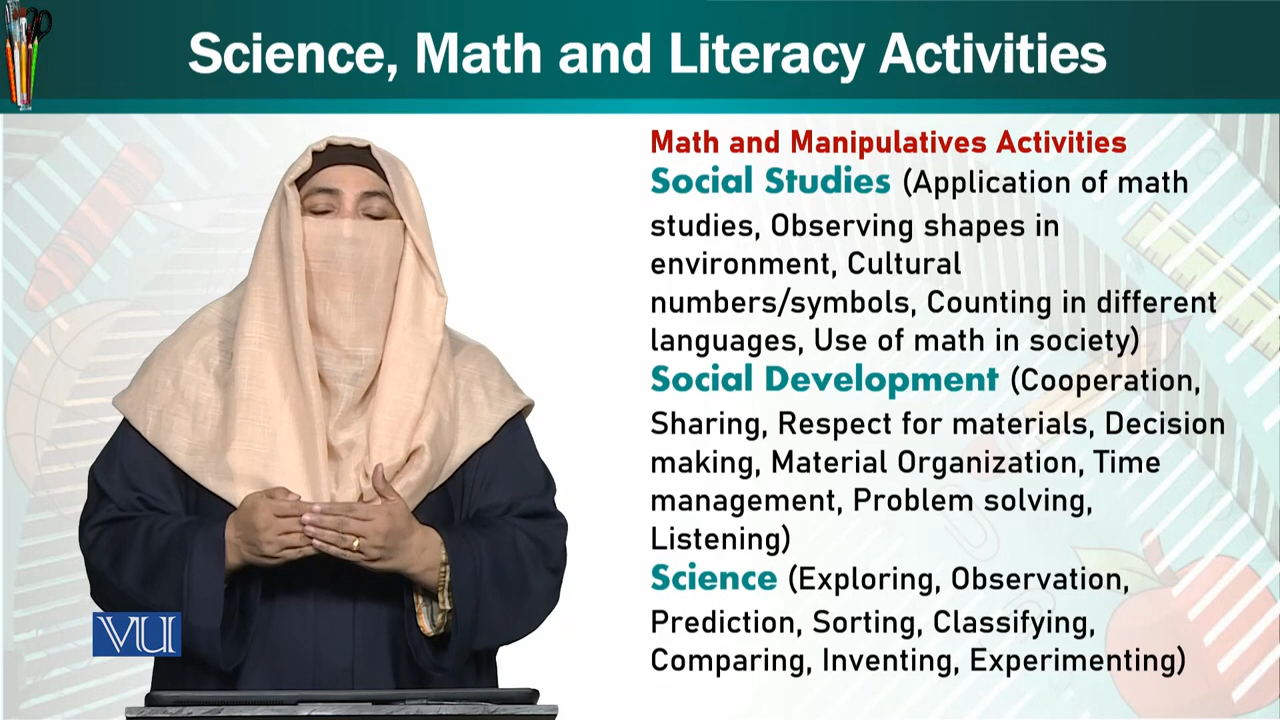 Science, Math and Literacy Activities
Math and Manipulatives Activities
Social Studies (Application of math
studies, Observing shapes in
environment, Cultural
numbers/symbols, Counting in different
languages, Use of math in society)
Social Development (Cooperation,
Sharing, Respect for materials, Decision
making, Material Organization, Time
management, Problem solving,
Listening)
Science (Exploring, Observation,
Prediction, Sorting, Classifying,
Comparing, Inventing, Experimenting)
VU